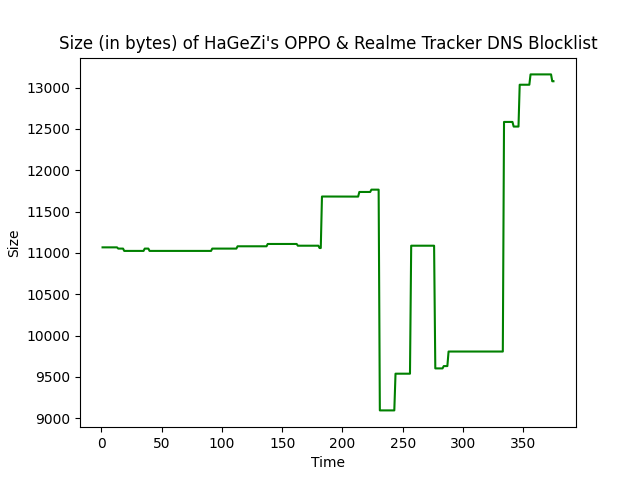 Size (in bytes) of HaGeZi's OPPO & Realme Tracker DNS Blocklist
13000
12500
12000
11500
11000
10500
10000
9500
9000
Size
0 50 100 150 200 250 300 350
Time